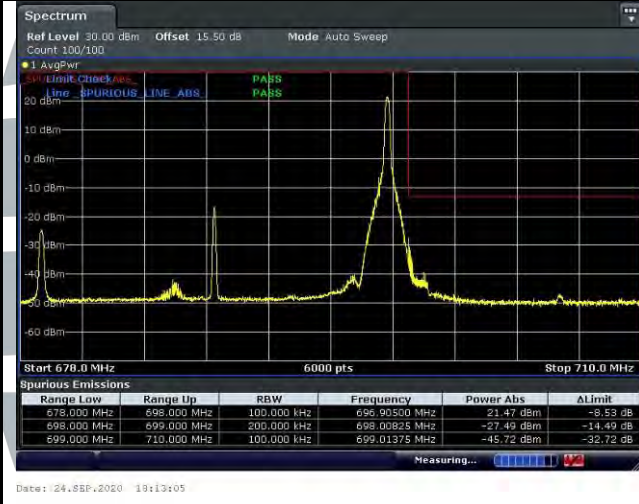 Spectrum
Ref Level 30.00 dBm Offset 15.50 dB Mode Auto Sweep
Count 100/100
1 AvgPwr
Limit Check PASS
Line _SPURIOUS_LINE_ABS_ PASS
20 dBm
10 dBm
0 dBm
-10 dBm
-20 dBm
-30 dBm
-40 dBm
-50 dBm
-60 dBm
Start 678.0 MHz 6000 pts Stop 710.0 MHz
Spurious Emissions
Range Low Range Up RBW Frequency Power Abs ΔLimit
678.000 MHz 698.000 MHz 100.000 kHz 696.90500 MHz 21.47 dBm -8.53 dB
698.000 MHz 699.000 MHz 200.000 kHz 698.00825 MHz -27.49 dBm -14.49 dB
699.000 MHz 710.000 MHz 100.000 kHz 699.01375 MHz -45.72 dBm -32.72 dB
Measuring...
Date: 24.SEP.2020 18:13:05